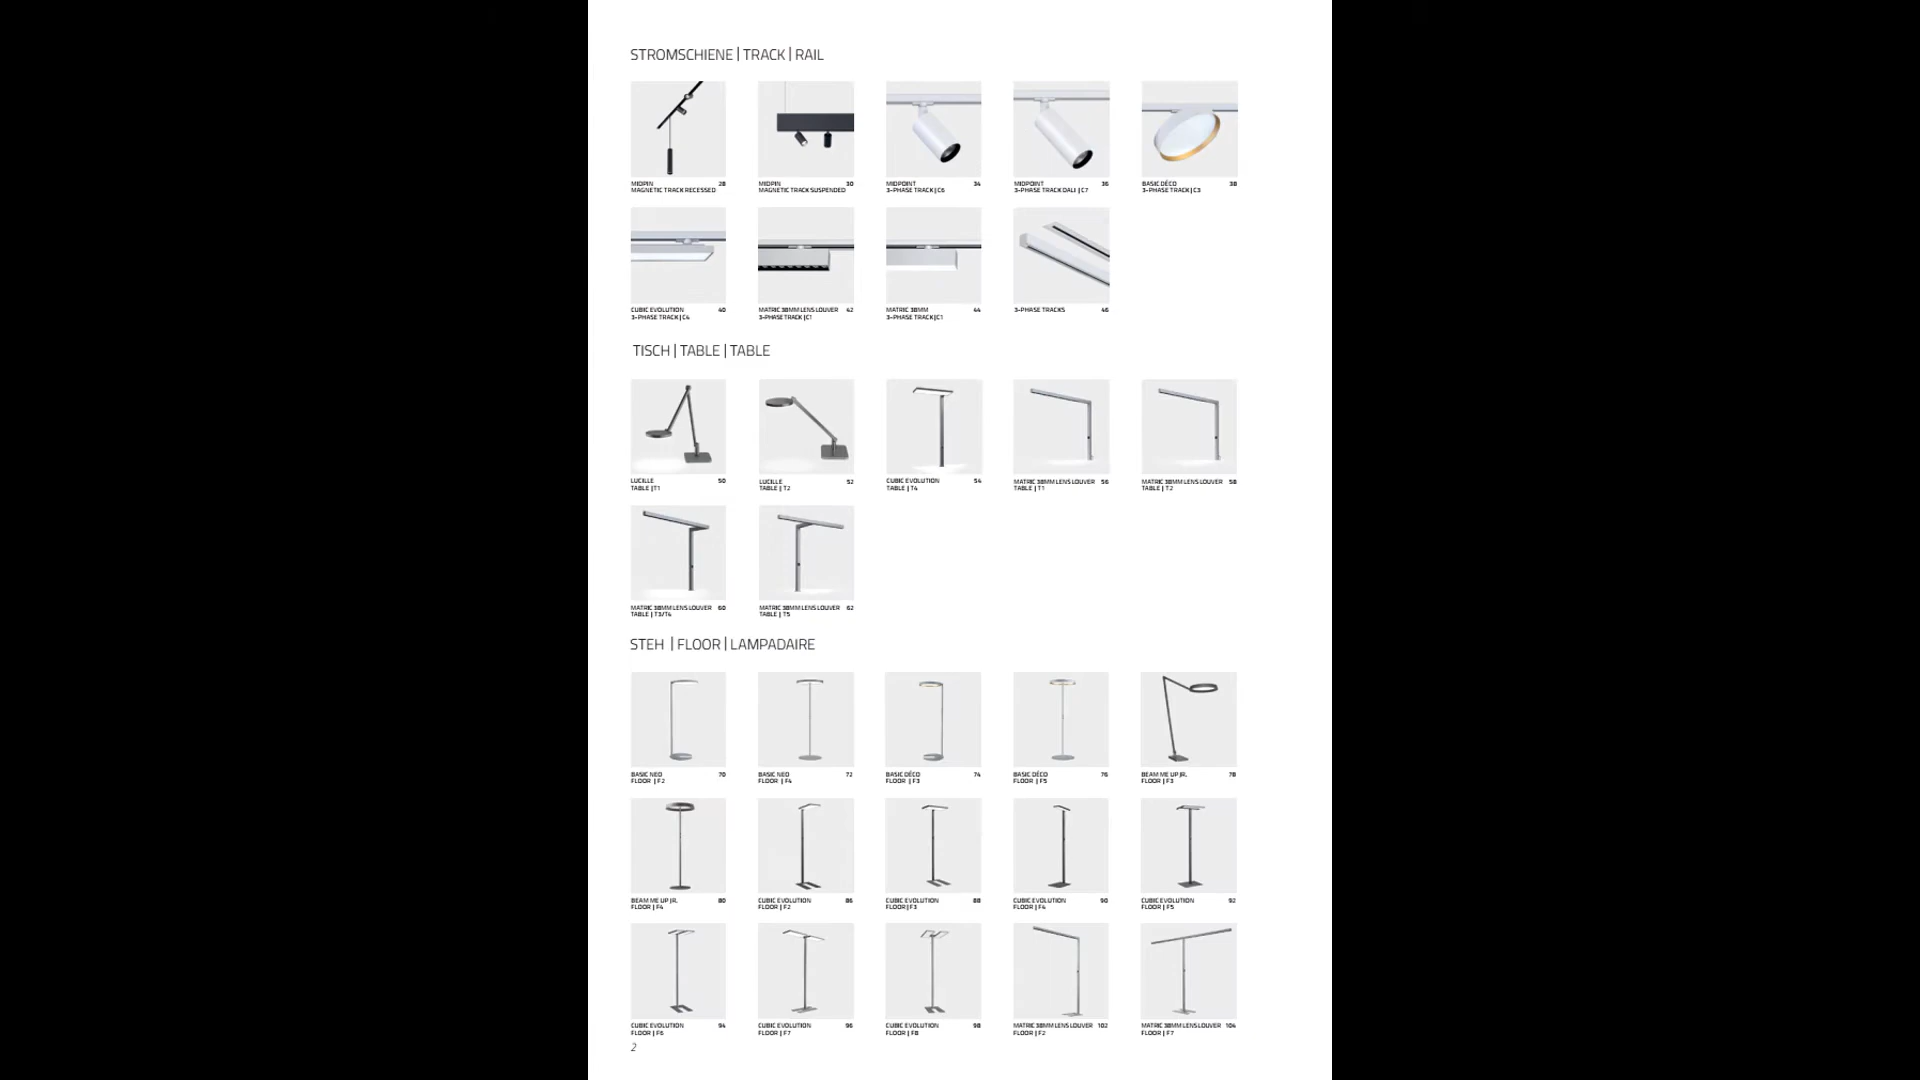 STROMSCHIENE | TRACK | RAIL
MIDPIN 28
MAGNETIC TRACK RECESSED
MIDPIN 30
MAGNETIC TRACK SUSPENDED
MIDPOINT 34
3-PHASE TRACK | C6
MIDPOINT 36
3-PHASE TRACK DALI | C7
BASIC DÉCO 38
3-PHASE TRACK | C3
CUBIC EVOLUTION 40
3-PHASE TRACK | C4
MATRIC 38MM LENS LOUVER 42
3-PHASE TRACK | C1
MATRIC 38MM 44
3-PHASE TRACK | C1
3-PHASE TRACKS 46
TISCH | TABLE | TABLE
LUCILLE 50
TABLE | T1
LUCILLE 52
TABLE | T2
CUBIC EVOLUTION 54
TABLE | T4
MATRIC 38MM LENS LOUVER 56
TABLE | T1
MATRIC 38MM LENS LOUVER 58
TABLE | T2
MATRIC 38MM LENS LOUVER 60
TABLE | T3/T4
MATRIC 38MM LENS LOUVER 62
TABLE | T5
STEH | FLOOR | LAMPADAIRE
BASIC NEO 70
FLOOR | F2
BASIC NEO 72
FLOOR | F4
BASIC DÉCO 74
FLOOR | F3
BASIC DÉCO 76
FLOOR | F5
BEAM ME UP JR. 78
FLOOR | F3
BEAM ME UP JR. 80
FLOOR | F4
CUBIC EVOLUTION 86
FLOOR | F2
CUBIC EVOLUTION 88
FLOOR | F3
CUBIC EVOLUTION 90
FLOOR | F4
CUBIC EVOLUTION 92
FLOOR | F5
CUBIC EVOLUTION 94
FLOOR | F6
CUBIC EVOLUTION 96
FLOOR | F7
CUBIC EVOLUTION 98
FLOOR | F8
MATRIC 38MM LENS LOUVER 102
FLOOR | F2
MATRIC 38MM LENS LOUVER 104
FLOOR | F7
2